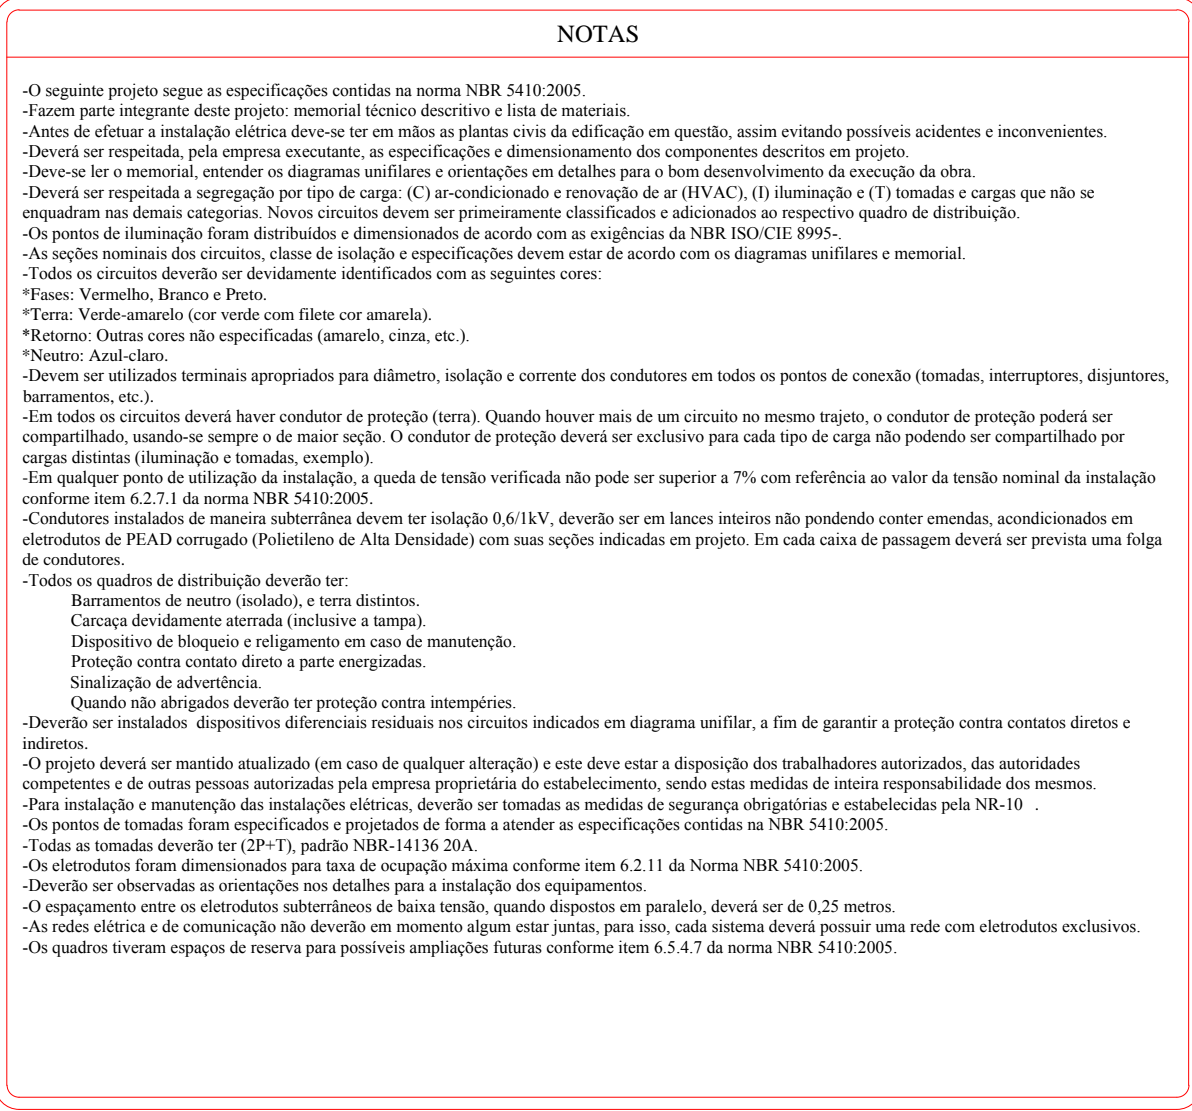 NOTAS
-O seguinte projeto segue as especificações contidas na norma NBR 5410:2005.
-Fazem parte integrante deste projeto: memorial técnico descritivo e lista de materiais.
-Antes de efetuar a instalação elétrica deve-se ter em mãos as plantas civis da edificação em questão, assim evitando possíveis acidentes e inconvenientes.
-Deverá ser respeitada, pela empresa executante, as especificações e dimensionamento dos componentes descritos em projeto.
-Deve-se ler o memorial, entender os diagramas unifilares e orientações em detalhes para o bom desenvolvimento da execução da obra.
-Deverá ser respeitada a segregação por tipo de carga: (C) ar-condicionado e renovação de ar (HVAC), (I) iluminação e (T) tomadas e cargas que não se
enquadram nas demais categorias. Novos circuitos devem ser primeiramente classificados e adicionados ao respectivo quadro de distribuição.
-Os pontos de iluminação foram distribuídos e dimensionados de acordo com as exigências da NBR ISO/CIE 8995-.
-As seções nominais dos circuitos, classe de isolação e especificações devem estar de acordo com os diagramas unifilares e memorial.
-Todos os circuitos deverão ser devidamente identificados com as seguintes cores:
*Fases: Vermelho, Branco e Preto.
*Terra: Verde-amarelo (cor verde com filete cor amarela).
*Retorno: Outras cores não especificadas (amarelo, cinza, etc.).
*Neutro: Azul-claro.
-Devem ser utilizados terminais apropriados para diâmetro, isolação e corrente dos condutores em todos os pontos de conexão (tomadas, interruptores, disjuntores,
barramentos, etc.).
-Em todos os circuitos deverá haver condutor de proteção (terra). Quando houver mais de um circuito no mesmo trajeto, o condutor de proteção poderá ser
compartilhado, usando-se sempre o de maior seção. O condutor de proteção deverá ser exclusivo para cada tipo de carga não podendo ser compartilhado por
cargas distintas (iluminação e tomadas, exemplo).
-Em qualquer ponto de utilização da instalação, a queda de tensão verificada não pode ser superior a 7% com referência ao valor da tensão nominal da instalação
conforme item 6.2.7.1 da norma NBR 5410:2005.
-Condutores instalados de maneira subterrânea devem ter isolação 0,6/1kV, deverão ser em lances inteiros não pondendo conter emendas, acondicionados em
eletrodutos de PEAD corrugado (Polietileno de Alta Densidade) com suas seções indicadas em projeto. Em cada caixa de passagem deverá ser prevista uma folga
de condutores.
-Todos os quadros de distribuição deverão ter:
Barramentos de neutro (isolado), e terra distintos.
Carcaça devidamente aterrada (inclusive a tampa).
Dispositivo de bloqueio e religamento em caso de manutenção.
Proteção contra contato direto a parte energizadas.
Sinalização de advertência.
Quando não abrigados deverão ter proteção contra intempéries.
-Deverão ser instalados dispositivos diferenciais residuais nos circuitos indicados em diagrama unifilar, a fim de garantir a proteção contra contatos diretos e
indiretos.
-O projeto deverá ser mantido atualizado (em caso de qualquer alteração) e este deve estar a disposição dos trabalhadores autorizados, das autoridades
competentes e de outras pessoas autorizadas pela empresa proprietária do estabelecimento, sendo estas medidas de inteira responsabilidade dos mesmos.
-Para instalação e manutenção das instalações elétricas, deverão ser tomadas as medidas de segurança obrigatórias e estabelecidas pela NR-10 .
-Os pontos de tomadas foram especificados e projetados de forma a atender as especificações contidas na NBR 5410:2005.
-Todas as tomadas deverão ter (2P+T), padrão NBR-14136 20A.
-Os eletrodutos foram dimensionados para taxa de ocupação máxima conforme item 6.2.11 da Norma NBR 5410:2005.
-Deverão ser observadas as orientações nos detalhes para a instalação dos equipamentos.
-O espaçamento entre os eletrodutos subterrâneos de baixa tensão, quando dispostos em paralelo, deverá ser de 0,25 metros.
-As redes elétrica e de comunicação não deverão em momento algum estar juntas, para isso, cada sistema deverá possuir uma rede com eletrodutos exclusivos.
-Os quadros tiveram espaços de reserva para possíveis ampliações futuras conforme item 6.5.4.7 da norma NBR 5410:2005.